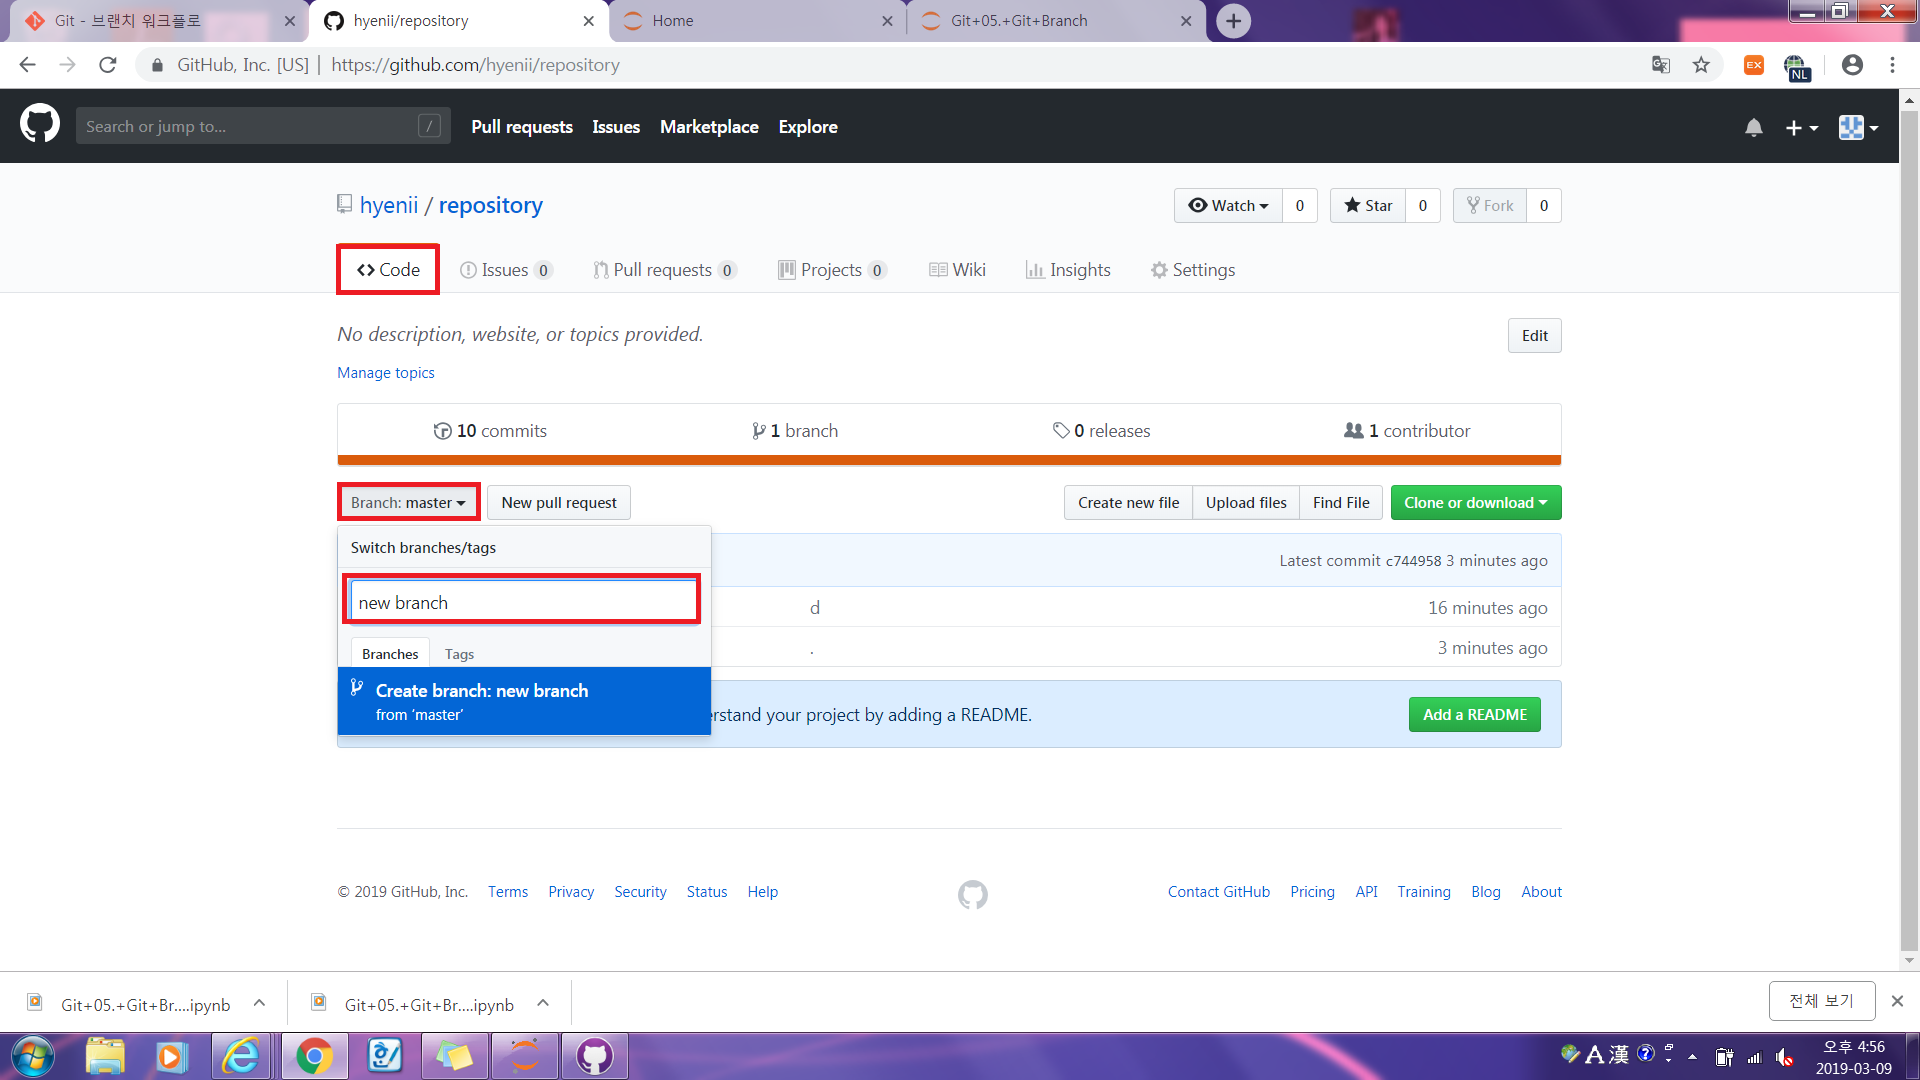 Git - 브랜치 워크플로
hyenii/repository
Home
Git+05.+Git+Branch
GitHub, Inc. [US] | https://github.com/hyenii/repository
EX
NL
Search or jump to...
/
Pull requests
Issues
Marketplace
Explore
hyenii / repository
Watch 0
Star 0
Fork 0
Code
Issues 0
Pull requests 0
Projects 0
Wiki
Insights
Settings
No description, website, or topics provided.
Edit
Manage topics
10 commits
1 branch
0 releases
1 contributor
Branch: master
New pull request
Create new file
Upload files
Find File
Clone or download
Switch branches/tags
Latest commit c744958 3 minutes ago
new branch
d
16 minutes ago
.
3 minutes ago
Branches
Tags
Create branch: new branch
from ‘master’
erstand your project by adding a README.
Add a README
© 2019 GitHub, Inc.
Terms
Privacy
Security
Status
Help
Contact GitHub
Pricing
API
Training
Blog
About
Git+05.+Git+Br....ipynb
Git+05.+Git+Br....ipynb
전체 보기
A 漢
오후 4:56
2019-03-09